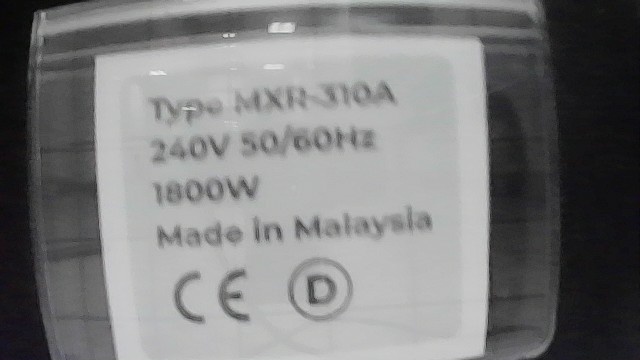 Type MXR-310A
240V 50/60Hz
1800W
Made in Malaysia
CE D